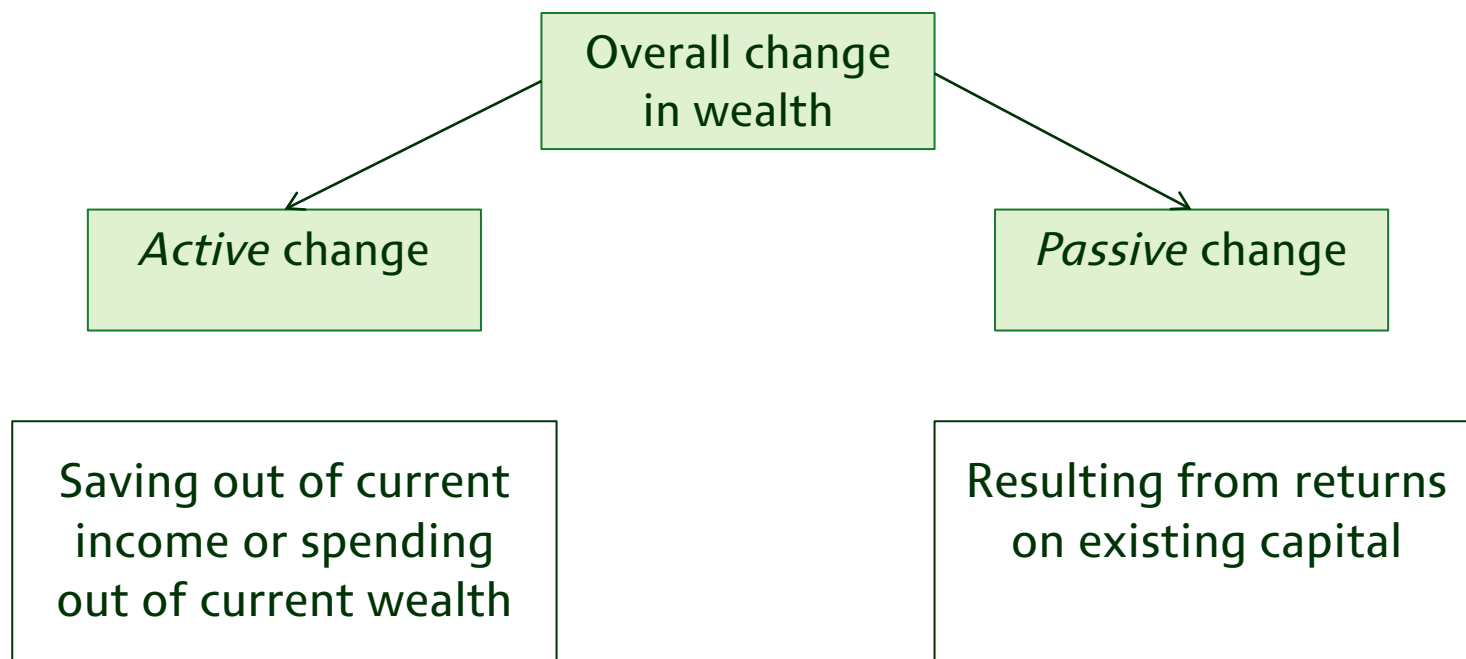 Overall change
in wealth
Active change
Passive change
Saving out of current
income or spending
out of current wealth
Resulting from returns
on existing capital